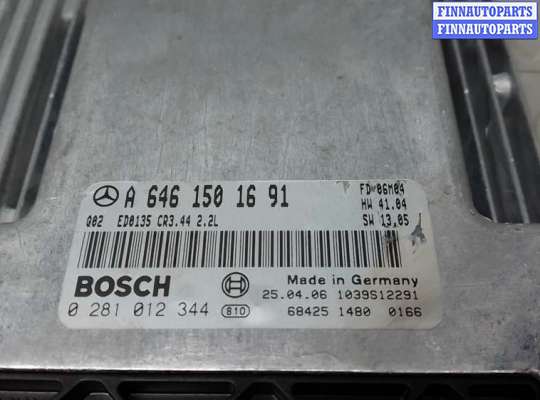 FINNAUTOPARTS
FINNAUTOPARTS
A 646 150 16 91
FD 06M04
HW 41.04
SW 13.05
Q02 ED0135 CR3.44 2.2L
BOSCH
Made in Germany
25.04.06 1039S12291
0 281 012 344 810 68425 1480 0166